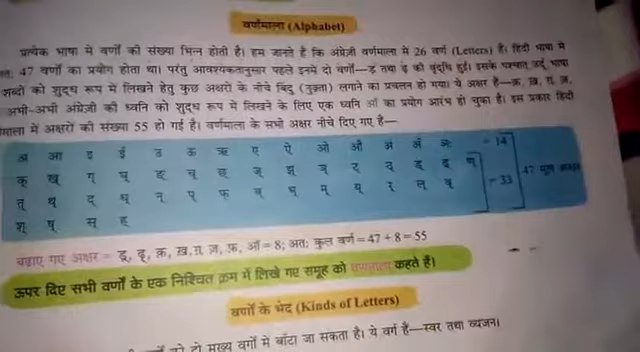 वर्णमाला (Alphabet)
प्रत्येक भाषा में वर्णों की संख्या भिन्न होती है। हम जानते हैं कि अंग्रेज़ी वर्णमाला में 26 वर्ण (Letters) हैं। हिंदी भाषा में
47 वर्णों का प्रयोग होता था। परंतु आवश्यकतानुसार पहले इनमें दो वर्णों—ड़ तथा ढ़ की वृद्धि हुई। इसके पश्चात उर्दू भाषा
शब्दों को शुद्ध रूप में लिखने हेतु कुछ अक्षरों के नीचे बिंदु (नुक़्ता) लगाने का प्रचलन हो गया। ये अक्षर हैं—क़, ख़, ग़, ज़,
अभी-अभी अंग्रेज़ी की ध्वनि को शुद्ध रूप में लिखने के लिए एक ध्वनि ऑ का प्रयोग आरंभ हो चुका है। इस प्रकार हिंदी
में अक्षरों की संख्या 55 हो गई है। वर्णमाला के सभी अक्षर नीचे दिए गए हैं—
अ आ इ ई उ ऊ ऋ ए ऐ ओ औ अं अँ अः = 14
क् ख् ग् घ् ङ् च् छ् ज् झ् ञ् ट् ठ् ड् ढ् ण्
त् थ् द् ध् न् प् फ् ब् भ् म् य् र् ल् व् = 33 47 मूल अक्षर
श् ष् स् ह्
बढ़ाए गए अक्षर = ड़, ढ़, क़, ख़, ग़, ज़, फ़, ऑ = 8; अतः कुल वर्ण = 47 + 8 = 55
ऊपर दिए सभी वर्णों के एक निश्चित क्रम में लिखे गए समूह को वर्णमाला कहते हैं।
वर्णों के भेद (Kinds of Letters)
को दो मुख्य वर्गों में बाँटा जा सकता है। ये वर्ग हैं—स्वर तथा व्यंजन।